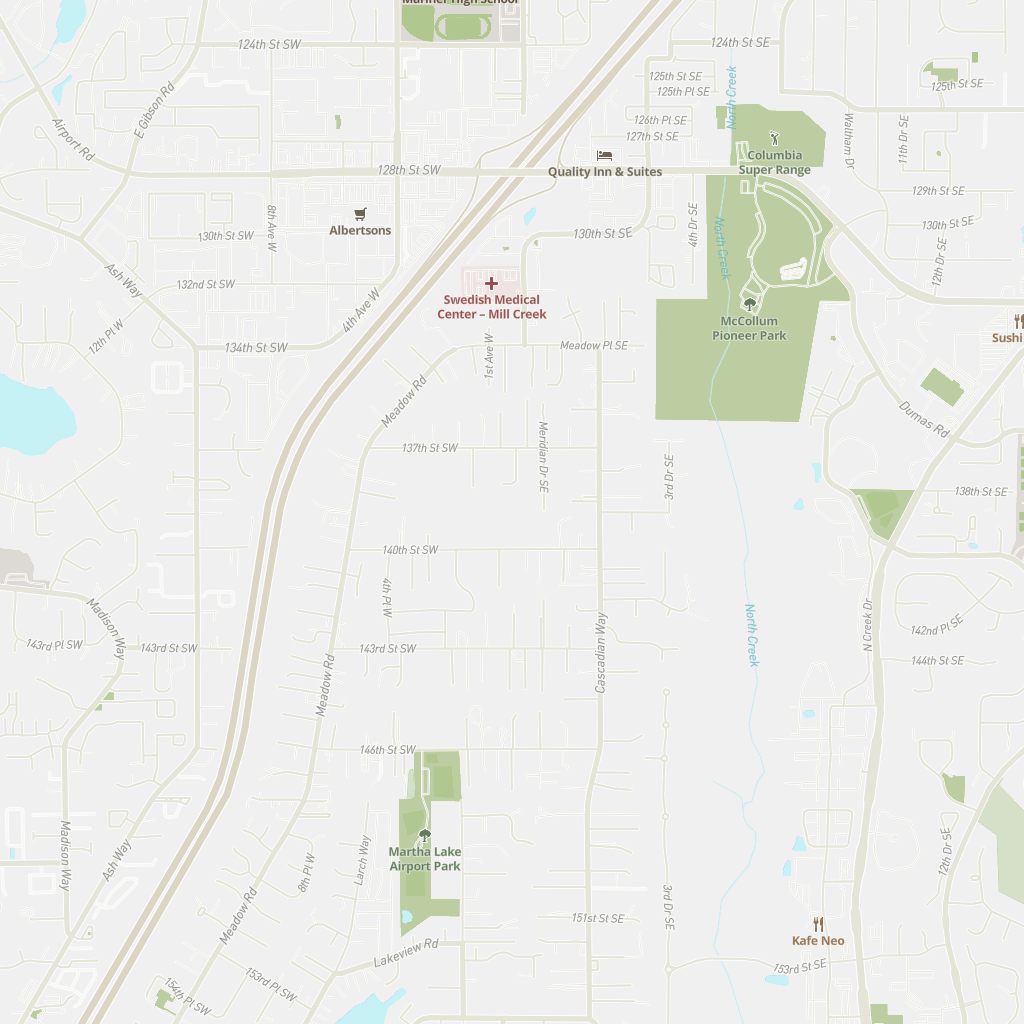 Mariner High School
124th St SW
124th St SE
125th St SE
125th Pl SE
125th St SE
North Creek
E Gibson Rd
126th Pl SE
127th St SE
Waltham Dr
11th Dr SE
Airport Rd
128th St SW
Quality Inn & Suites
Columbia
Super Range
129th St SE
Albertsons
8th Ave W
130th St SW
130th St SE
4th Dr SE
North Creek
130th St SE
12th Dr SE
Ash Way
132nd St SW
4th Ave W
Swedish Medical
Center – Mill Creek
McCollum
Pioneer Park
12th Pl W
134th St SW
1st Ave W
Meadow Pl SE
Sushi
Meadow Rd
Dumas Rd
137th St SW
Meridian Dr SE
3rd Dr SE
138th St SE
140th St SW
4th Pl W
Madison Way
143rd Pl SW
143rd St SW
143rd St SW
Cascadian Way
North Creek
N Creek Dr
142nd Pl SE
144th St SE
Meadow Rd
146th St SW
Madison Way
Ash Way
Larch Way
8th Pl W
Martha Lake
Airport Park
12th Dr SE
Meadow Rd
151st St SE
3rd Dr SE
Kafe Neo
Lakeview Rd
153rd St SE
153rd Pl SW
154th Pl SW